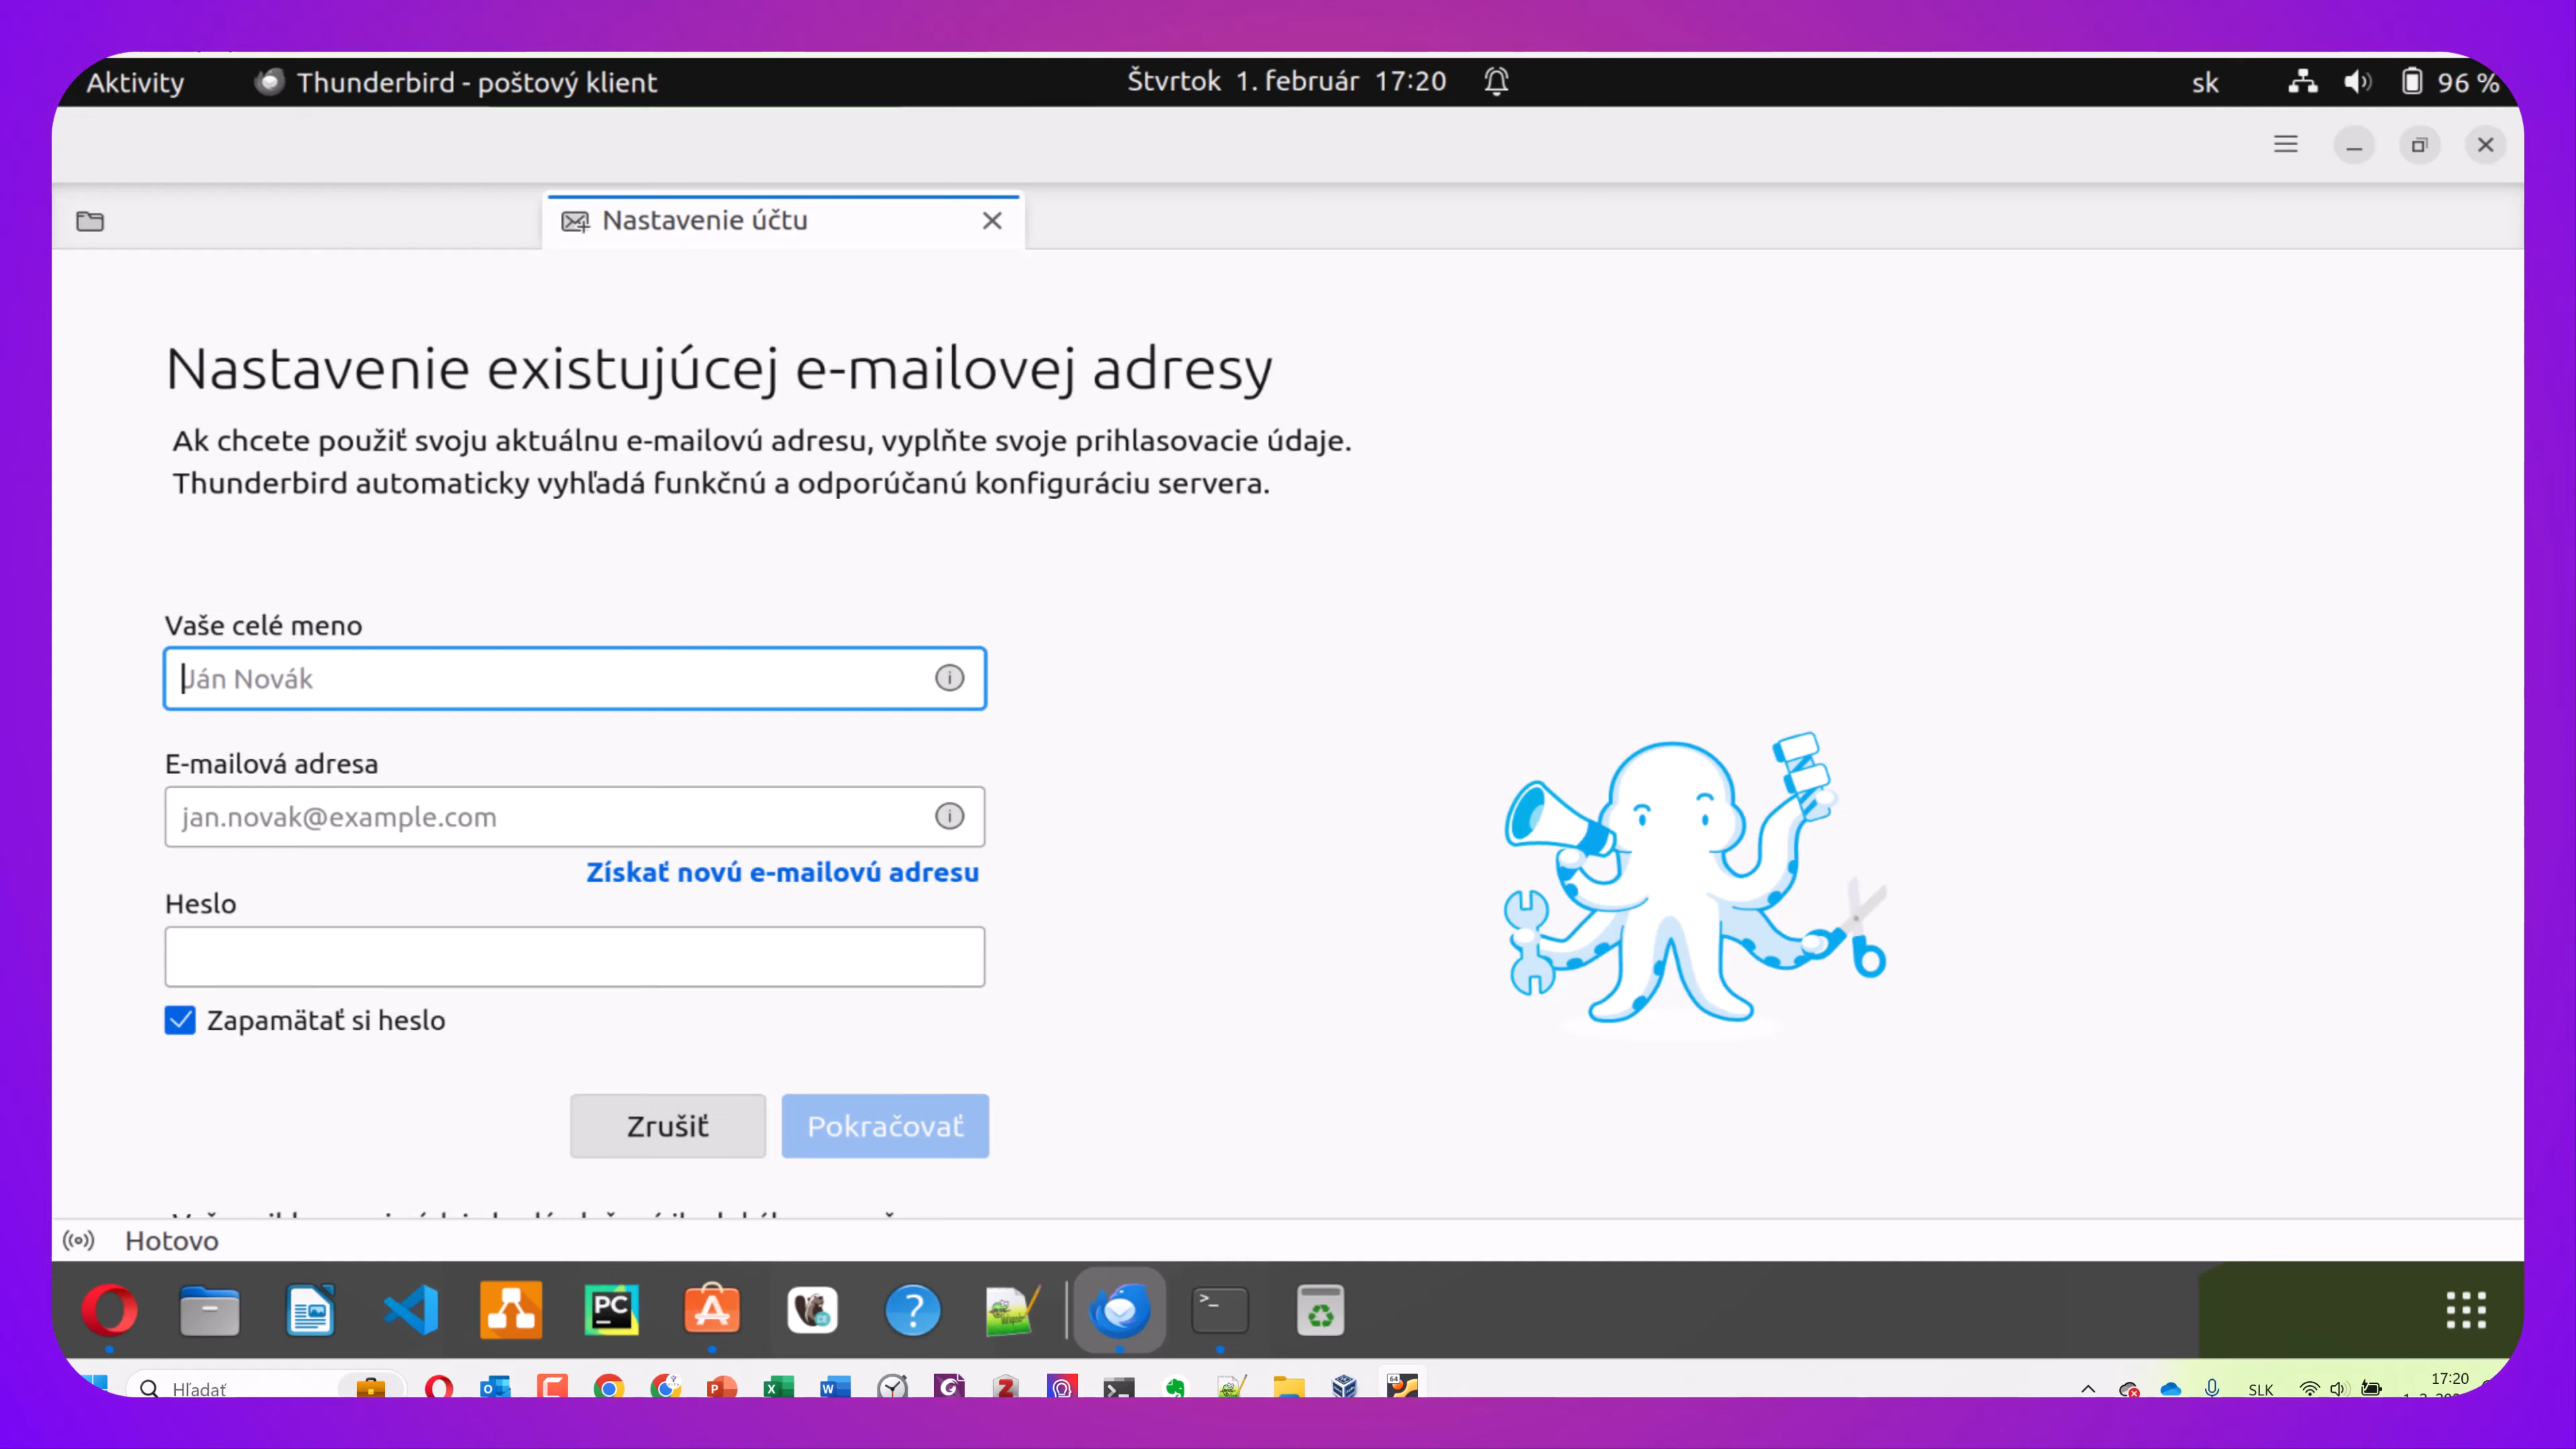 Aktivity Thunderbird - poštový klient Štvrtok 1. február 17:20 sk 96 %
Nastavenie účtu
Nastavenie existujúcej e-mailovej adresy
Ak chcete použiť svoju aktuálnu e-mailovú adresu, vyplňte svoje prihlasovacie údaje.
Thunderbird automaticky vyhľadá funkčnú a odporúčanú konfiguráciu servera.
Vaše celé meno
Ján Novák
E-mailová adresa
jan.novak@example.com
Získať novú e-mailovú adresu
Heslo
Zapamätať si heslo
Zrušiť Pokračovať
Hotovo
PC
Hľadať SLK 17:20